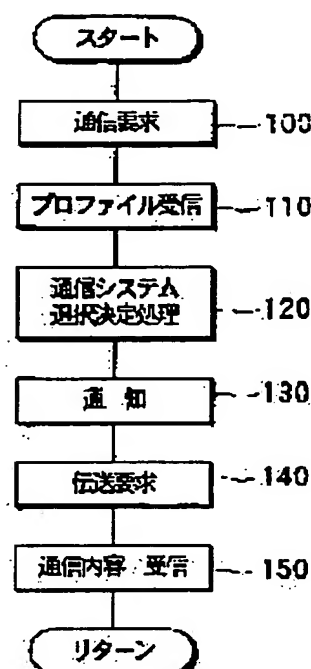 スタート
通信要求
100
プロファイル受信
110
通信システム
選択決定処理
120
通 知
130
伝送要求
140
通信内容 受信
150
リターン